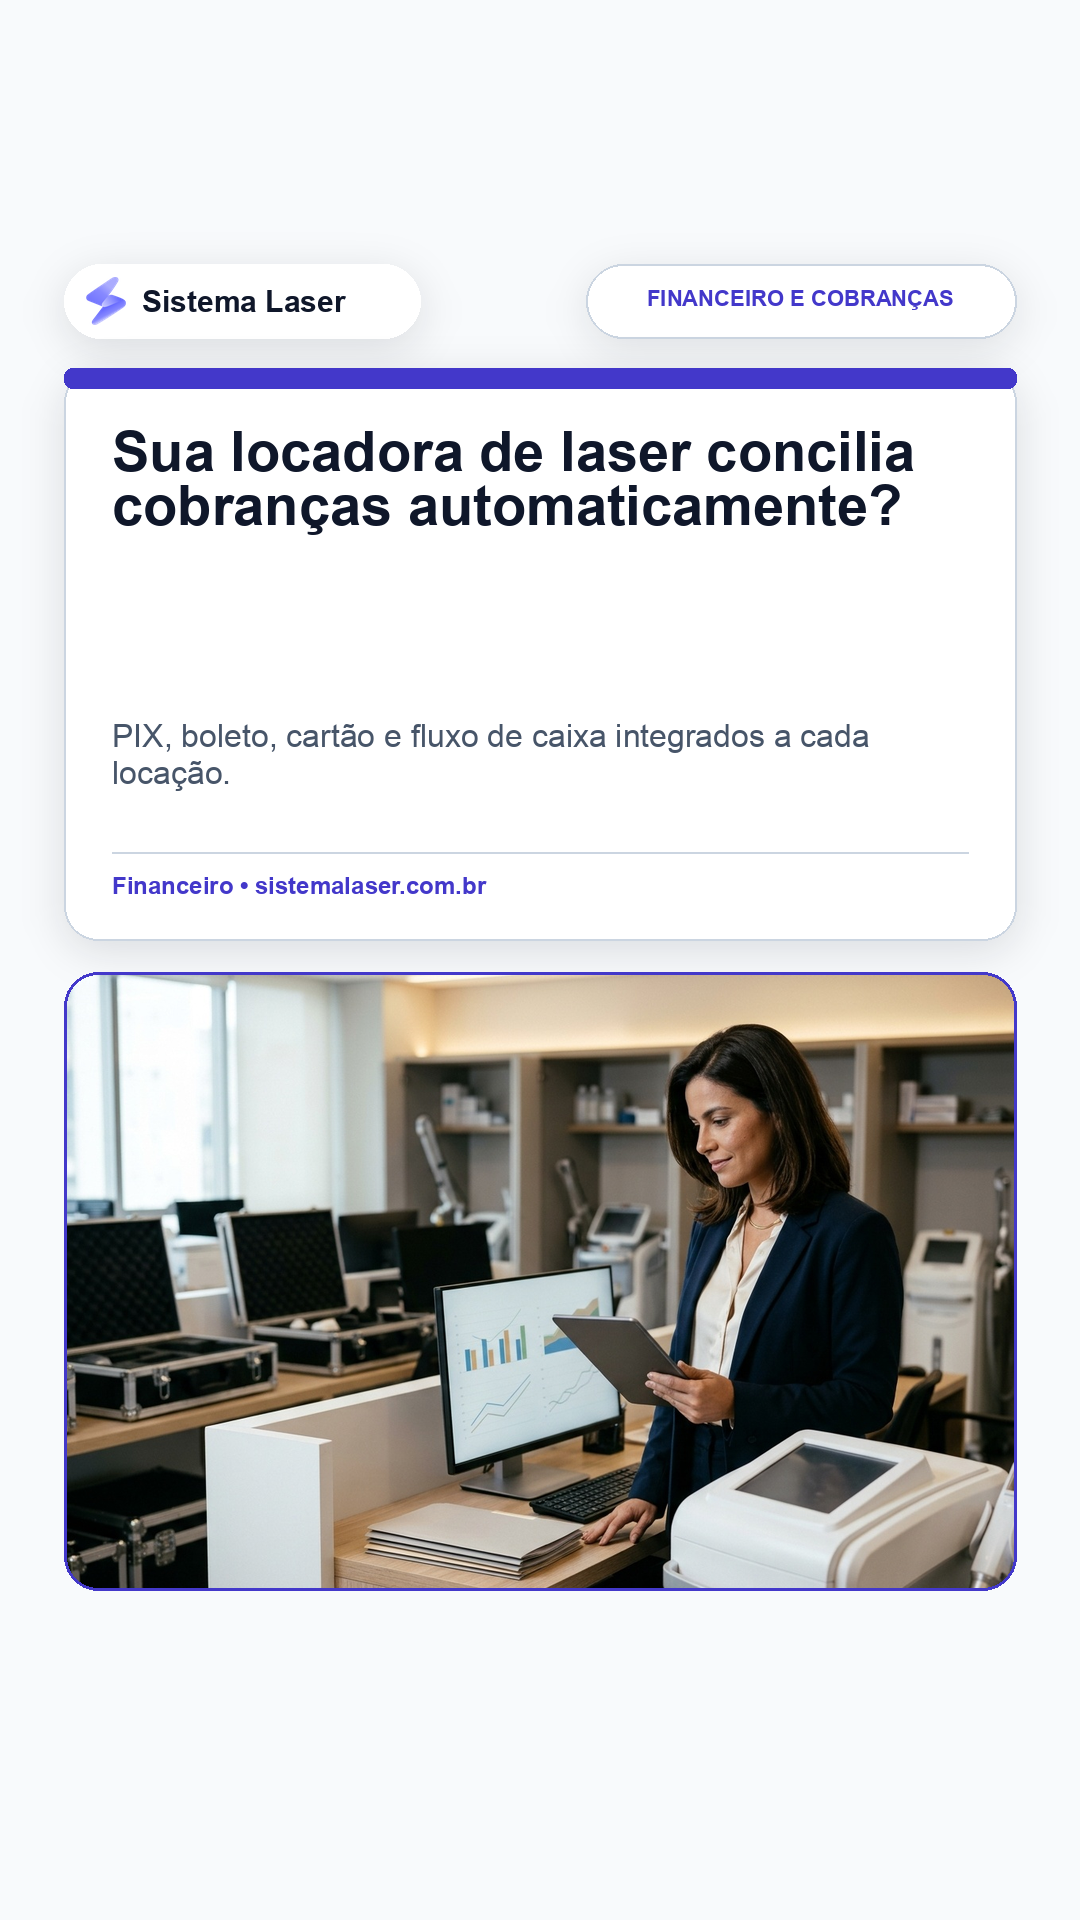 Sistema Laser
FINANCEIRO E COBRANÇAS
Sua locadora de laser concilia
cobranças automaticamente?
PIX, boleto, cartão e fluxo de caixa integrados a cada
locação.
Financeiro • sistemalaser.com.br